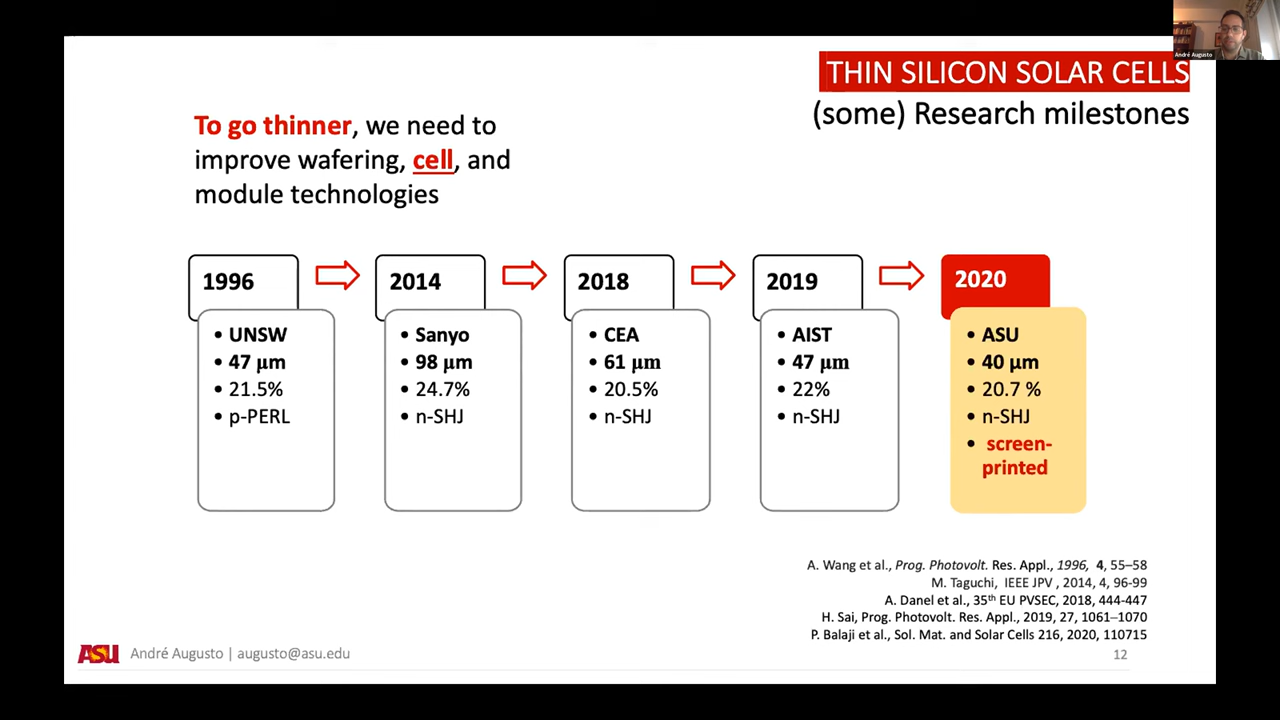 André Augusto
THIN SILICON SOLAR CELLS
(some) Research milestones
To go thinner, we need to
improve wafering, cell, and
module technologies
1996
• UNSW
• 47 μm
• 21.5%
• p-PERL
2014
• Sanyo
• 98 μm
• 24.7%
• n-SHJ
2018
• CEA
• 61 μm
• 20.5%
• n-SHJ
2019
• AIST
• 47 μm
• 22%
• n-SHJ
2020
• ASU
• 40 μm
• 20.7 %
• n-SHJ
• screen-
printed
A. Wang et al., Prog. Photovolt. Res. Appl., 1996, 4, 55–58
M. Taguchi, IEEE JPV , 2014, 4, 96-99
A. Danel et al., 35th EU PVSEC, 2018, 444-447
H. Sai, Prog. Photovolt. Res. Appl., 2019, 27, 1061–1070
P. Balaji et al., Sol. Mat. and Solar Cells 216, 2020, 110715
ASU André Augusto | augusto@asu.edu
12